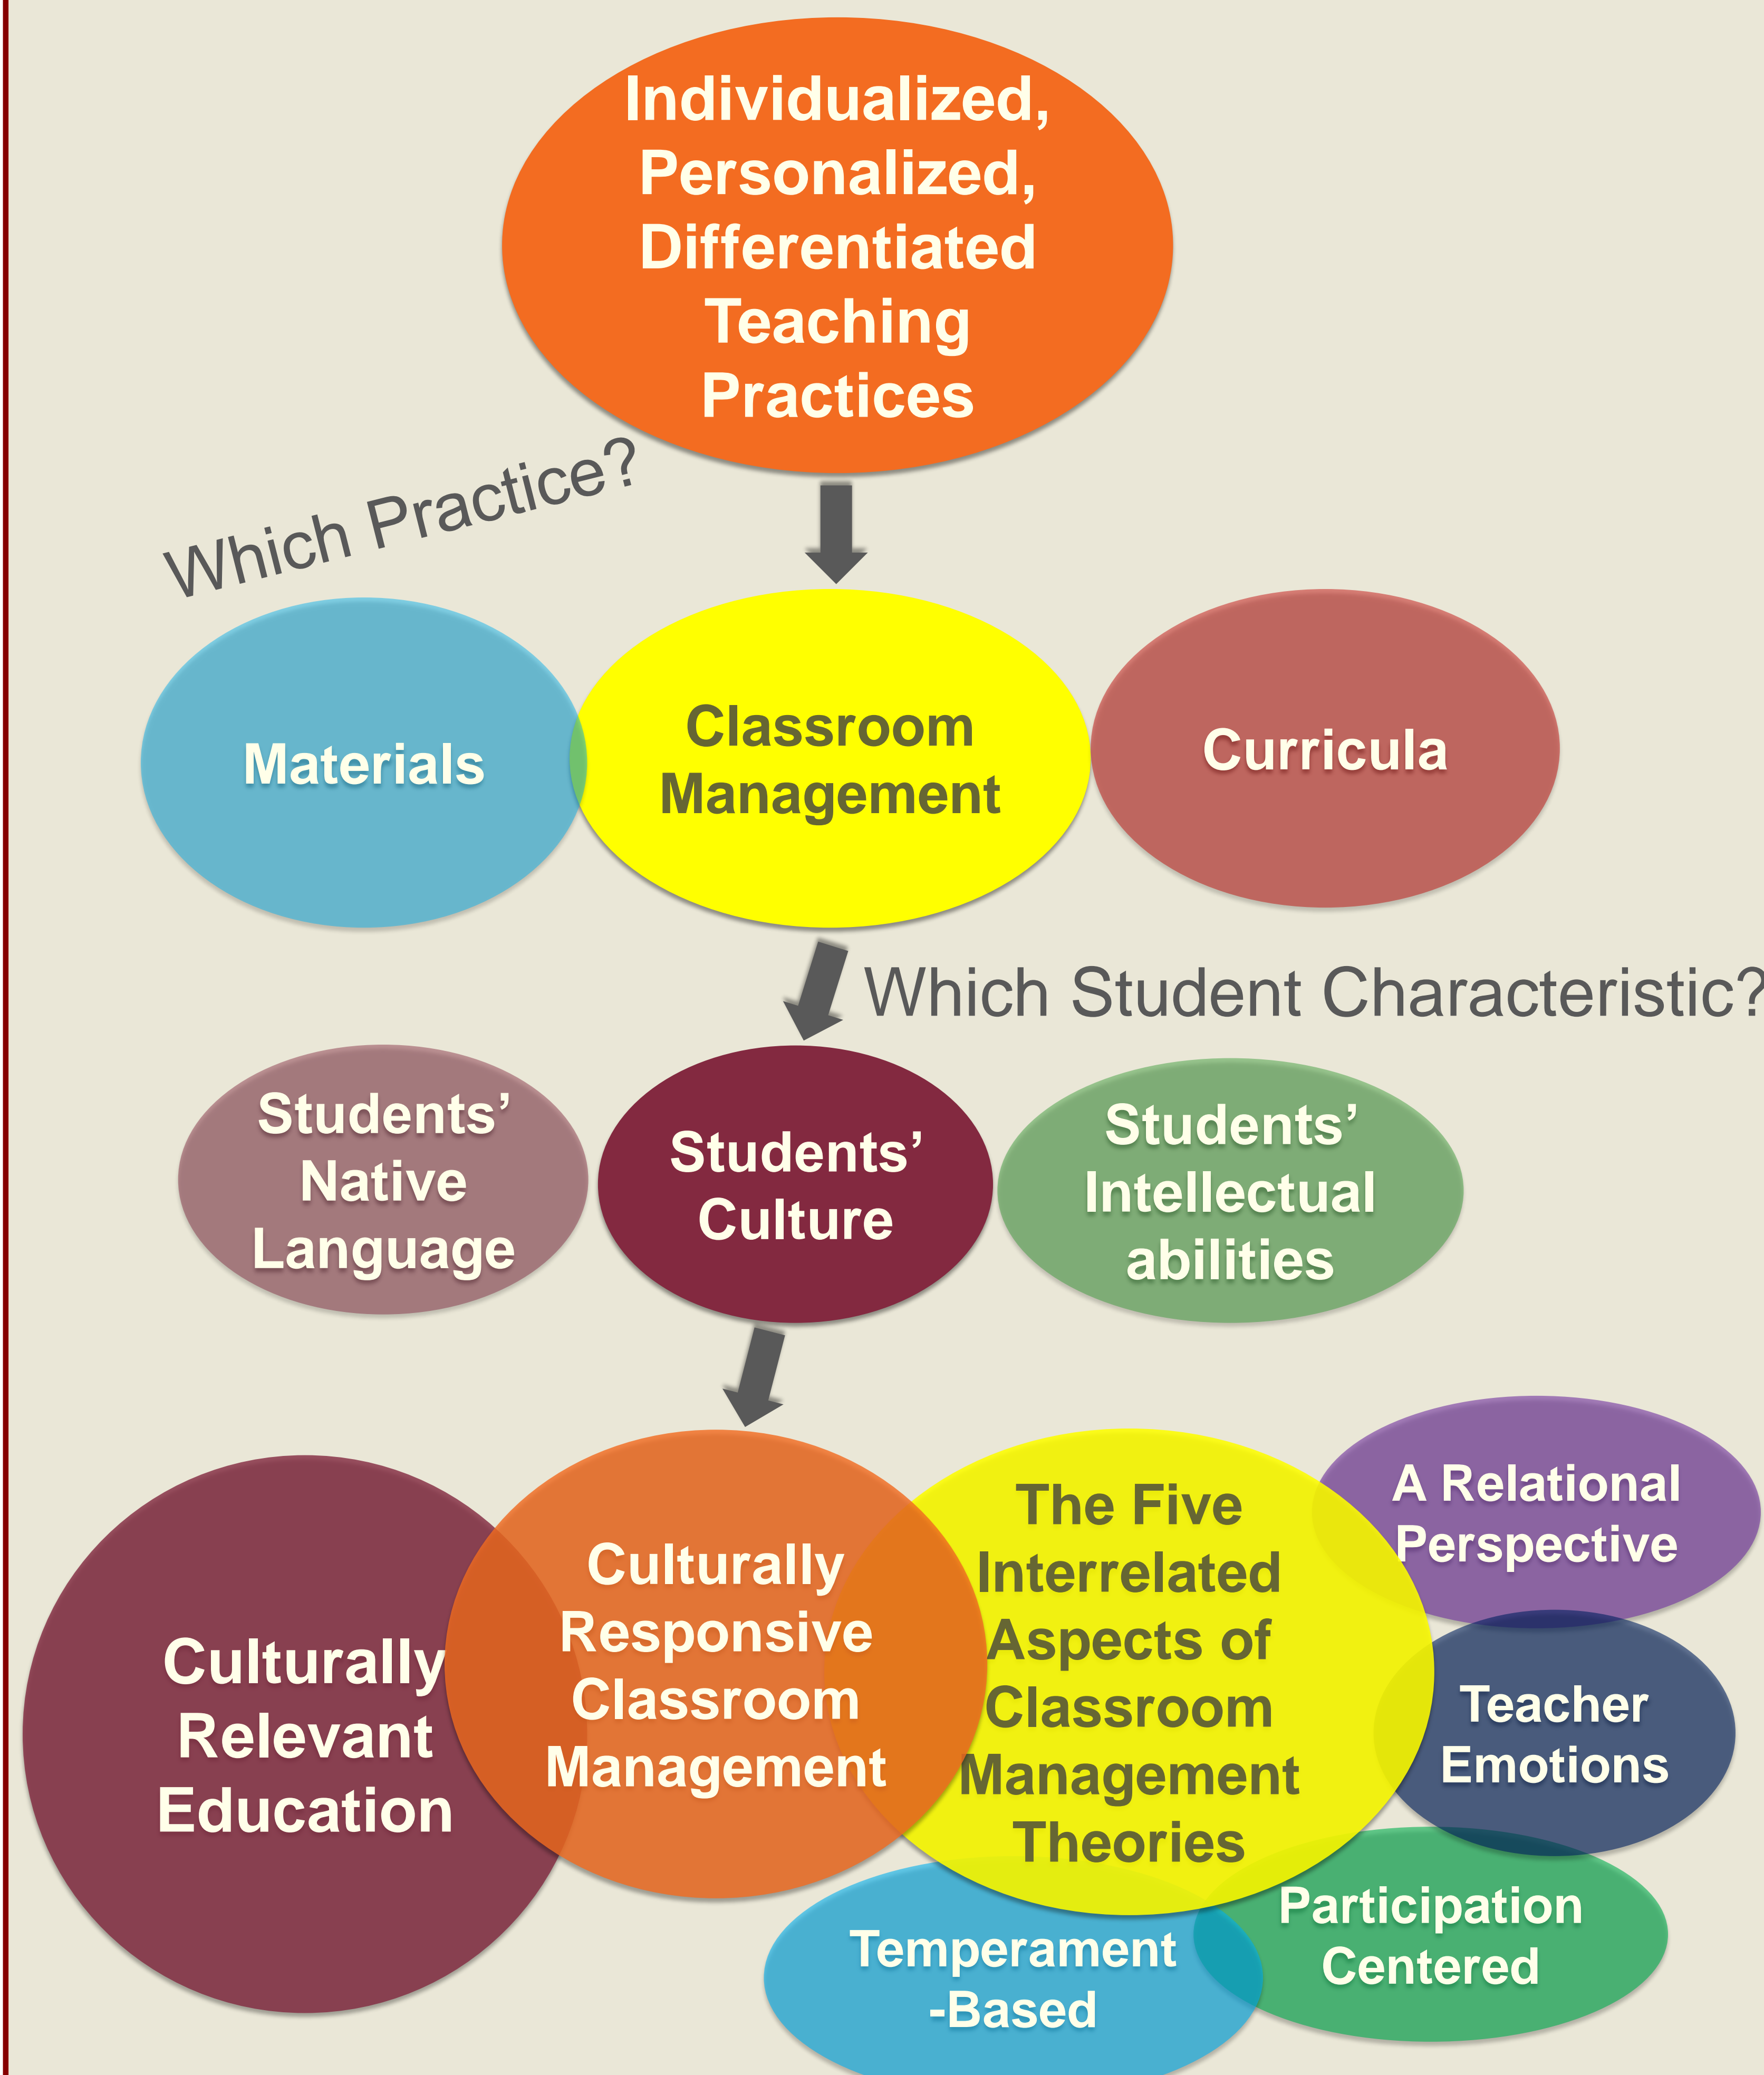 Individualized,
Personalized,
Differentiated
Teaching
Practices
Which Practice?
Materials
Classroom
Management
Curricula
Which Student Characteristic?
Students’
Native
Language
Students’
Culture
Students’
Intellectual
abilities
Culturally
Relevant
Education
Culturally
Responsive
Classroom
Management
The Five
Interrelated
Aspects of
Classroom
Management
Theories
A Relational
Perspective
Teacher
Emotions
Participation
Centered
Temperament
-Based